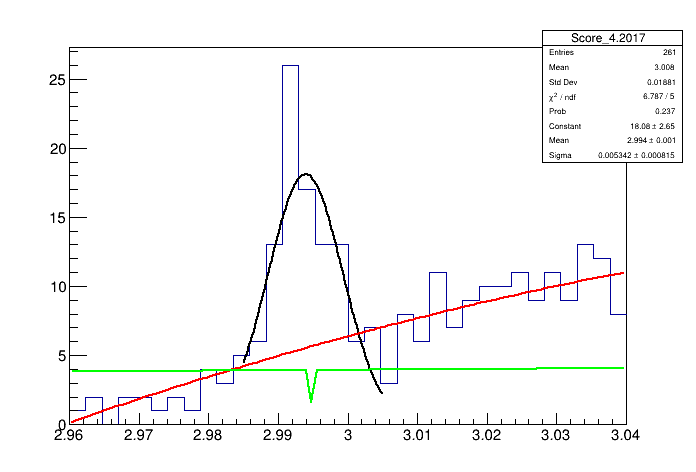 Score_4.2017
Entries 261
Mean 3.008
Std Dev 0.01881
χ² / ndf 6.787 / 5
Prob 0.237
Constant 18.08 ± 2.65
Mean 2.994 ± 0.001
Sigma 0.005342 ± 0.000815
25
20
15
10
5
0
2.96 2.97 2.98 2.99 3 3.01 3.02 3.03 3.04